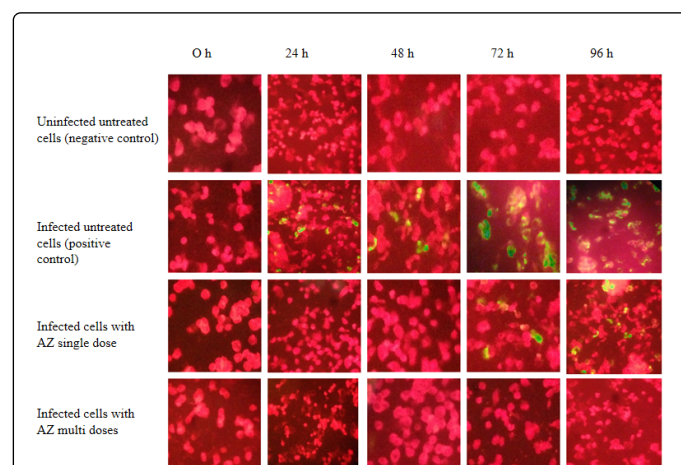 O h 24 h 48 h 72 h 96 h
Uninfected untreated
cells (negative control)
Infected untreated
cells (positive
control)
Infected cells with
AZ single dose
Infected cells with
AZ multi doses